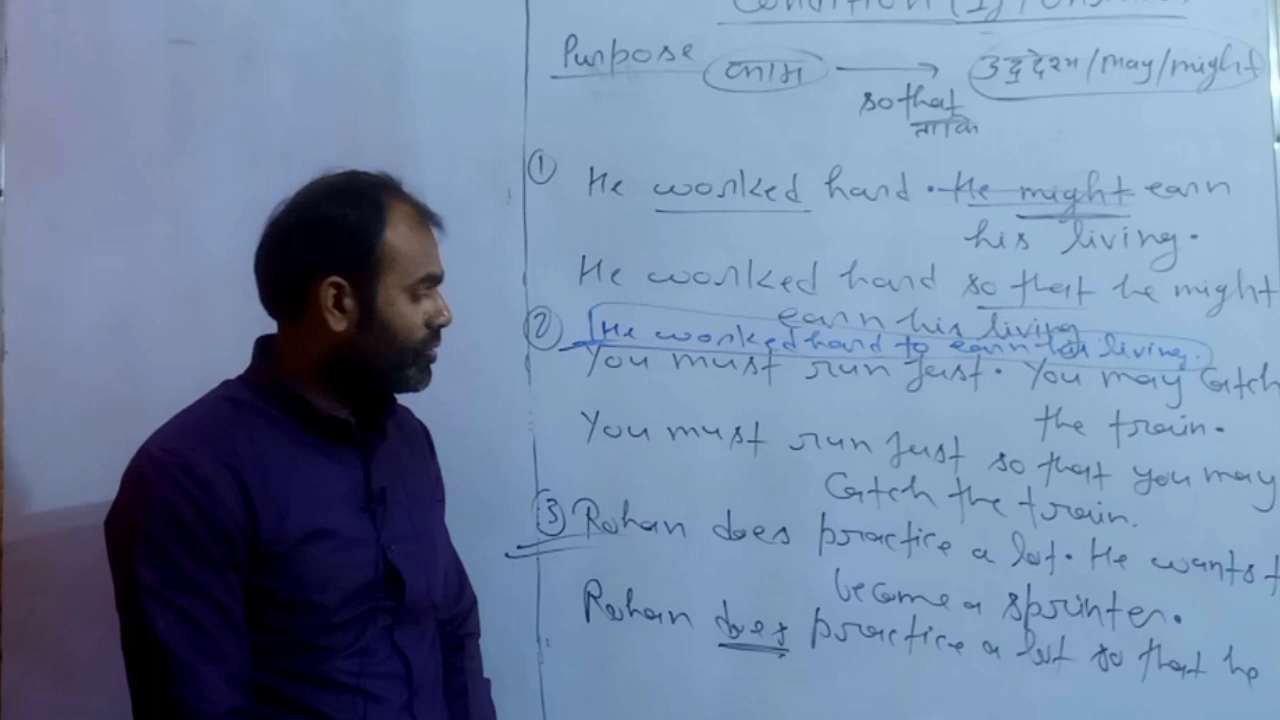 Condition (If / Unless
Purpose काम → उद्देश्य/may/might
so that
ताकि
① He worked hard. He might earn
his living.
He worked hard so that he might
earn his living
② He worked hard to earn his living.
You must run fast. You may Catch
the train.
You must run fast so that you may
Catch the train.
③ Rohan does practice a lot. He wants t
become a sprinter.
Rohan does practice a lot so that he